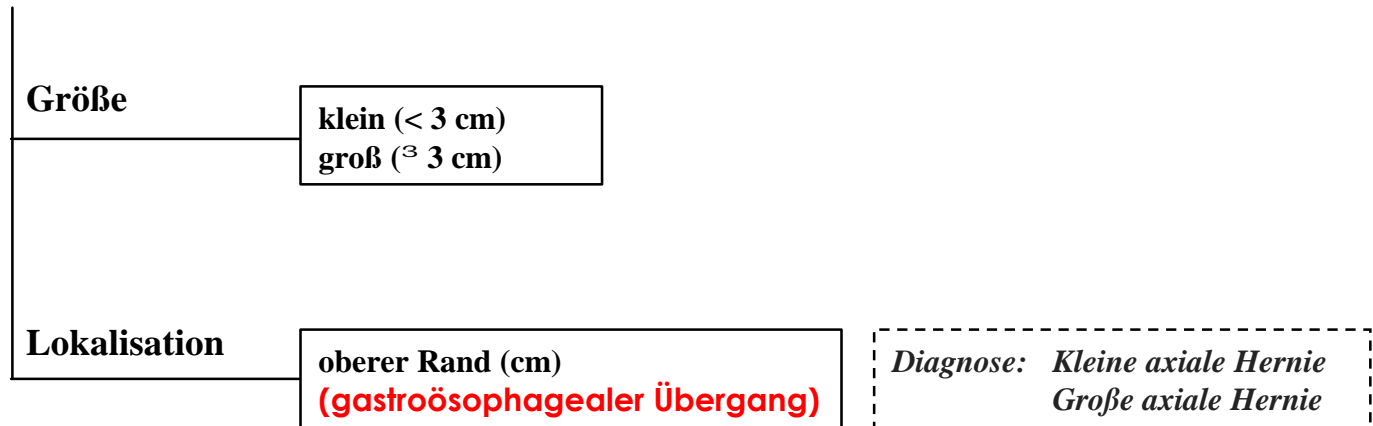 Größe
klein (< 3 cm)
groß (³ 3 cm)
Lokalisation
oberer Rand (cm)
(gastroösophagealer Übergang)
Diagnose: Kleine axiale Hernie
Große axiale Hernie